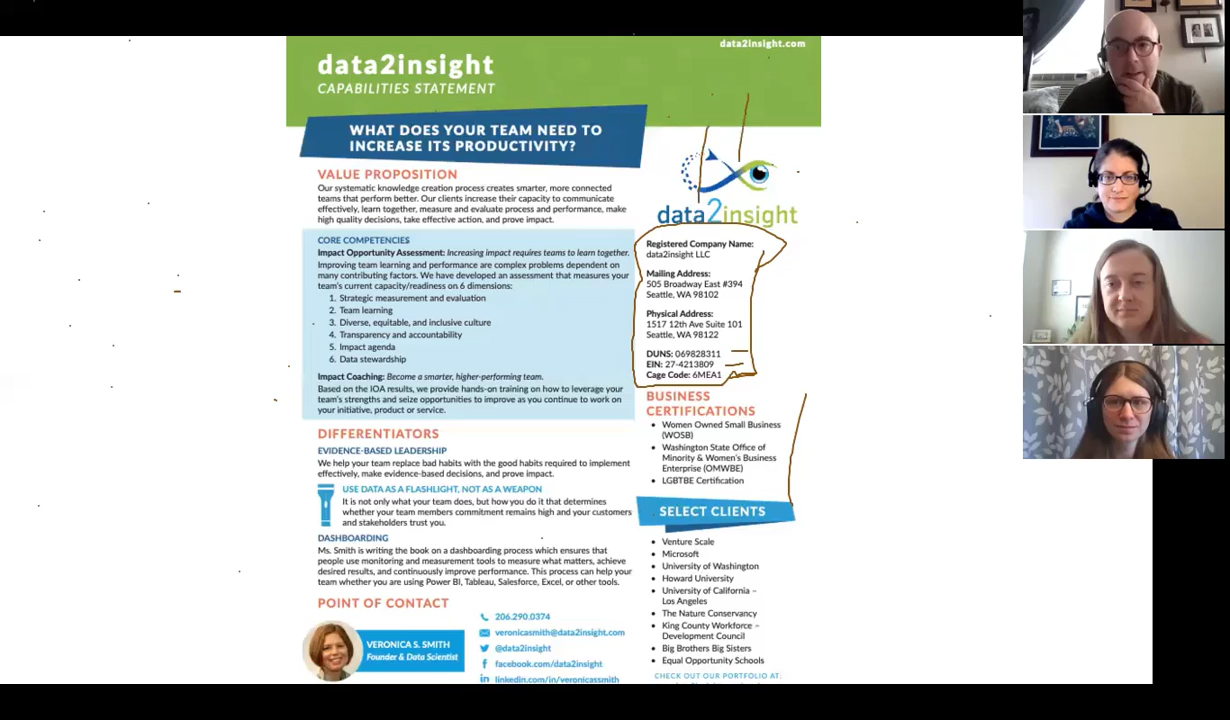 data2insight.com
data2insight
CAPABILITIES STATEMENT
WHAT DOES YOUR TEAM NEED TO
INCREASE ITS PRODUCTIVITY?
VALUE PROPOSITION
Our systematic knowledge creation process creates smarter, more connected
teams that perform better. Our clients increase their capacity to communicate
effectively, learn together, measure and evaluate process and performance, make
high quality decisions, take effective action, and prove impact.
CORE COMPETENCIES
Impact Opportunity Assessment: Increasing impact requires teams to learn together.
Improving team learning and performance are complex problems dependent on
many contributing factors. We have developed an assessment that measures your
team's current capacity/readiness on 6 dimensions:
1. Strategic measurement and evaluation
2. Team learning
3. Diverse, equitable, and inclusive culture
4. Transparency and accountability
5. Impact agenda
6. Data stewardship
Impact Coaching: Become a smarter, higher-performing team.
Based on the IOA results, we provide hands-on training on how to leverage your
team's strengths and seize opportunities to improve as you continue to work on
your initiative, product or service.
DIFFERENTIATORS
EVIDENCE-BASED LEADERSHIP
We help your team replace bad habits with the good habits required to implement
effectively, make evidence-based decisions, and prove impact.
USE DATA AS A FLASHLIGHT, NOT AS A WEAPON
It is not only what your team does, but how you do it that determines
whether your team members commitment remains high and your customers
and stakeholders trust you.
DASHBOARDING
Ms. Smith is writing the book on a dashboarding process which ensures that
people use monitoring and measurement tools to measure what matters, achieve
desired results, and continuously improve performance. This process can help your
team whether you are using Power BI, Tableau, Salesforce, Excel, or other tools.
POINT OF CONTACT
VERONICA S. SMITH
Founder & Data Scientist
206.290.0374
veronicasmith@data2insight.com
@data2insight
facebook.com/data2insight
linkedin.com/in/veronicassmith
data2insight
Registered Company Name:
data2insight LLC
Mailing Address:
505 Broadway East #394
Seattle, WA 98102
Physical Address:
1517 12th Ave Suite 101
Seattle, WA 98122
DUNS: 069828311
EIN: 27-4213809
Cage Code: 6MEA1
BUSINESS
CERTIFICATIONS
• Women Owned Small Business
(WOSB)
• Washington State Office of
Minority & Women's Business
Enterprise (OMWBE)
• LGBTBE Certification
SELECT CLIENTS
• Venture Scale
• Microsoft
• University of Washington
• Howard University
• University of California –
Los Angeles
• The Nature Conservancy
• King County Workforce –
Development Council
• Big Brothers Big Sisters
• Equal Opportunity Schools
CHECK OUT OUR PORTFOLIO AT: